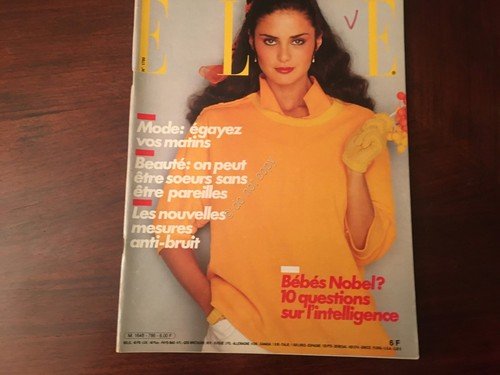 ELLE
Mode: égayez
vos matins
Beauté: on peut
être soeurs sans
être pareilles
Les nouvelles
mesures
anti-bruit
Bébés Nobel?
10 questions
sur l'intelligence
6 F